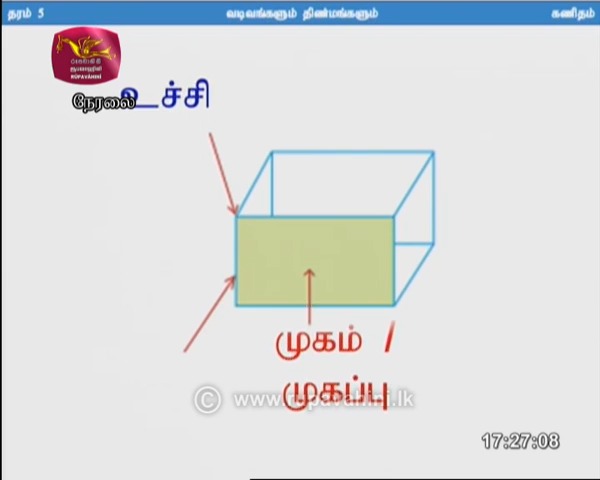 தரம் 5 வடிவங்களும் திண்மங்களும் கணிதம்
RUPAVAHINI
நேரலை
உச்சி
முகம் /
முகப்பு
© www.rupavahini.lk
17:27:08